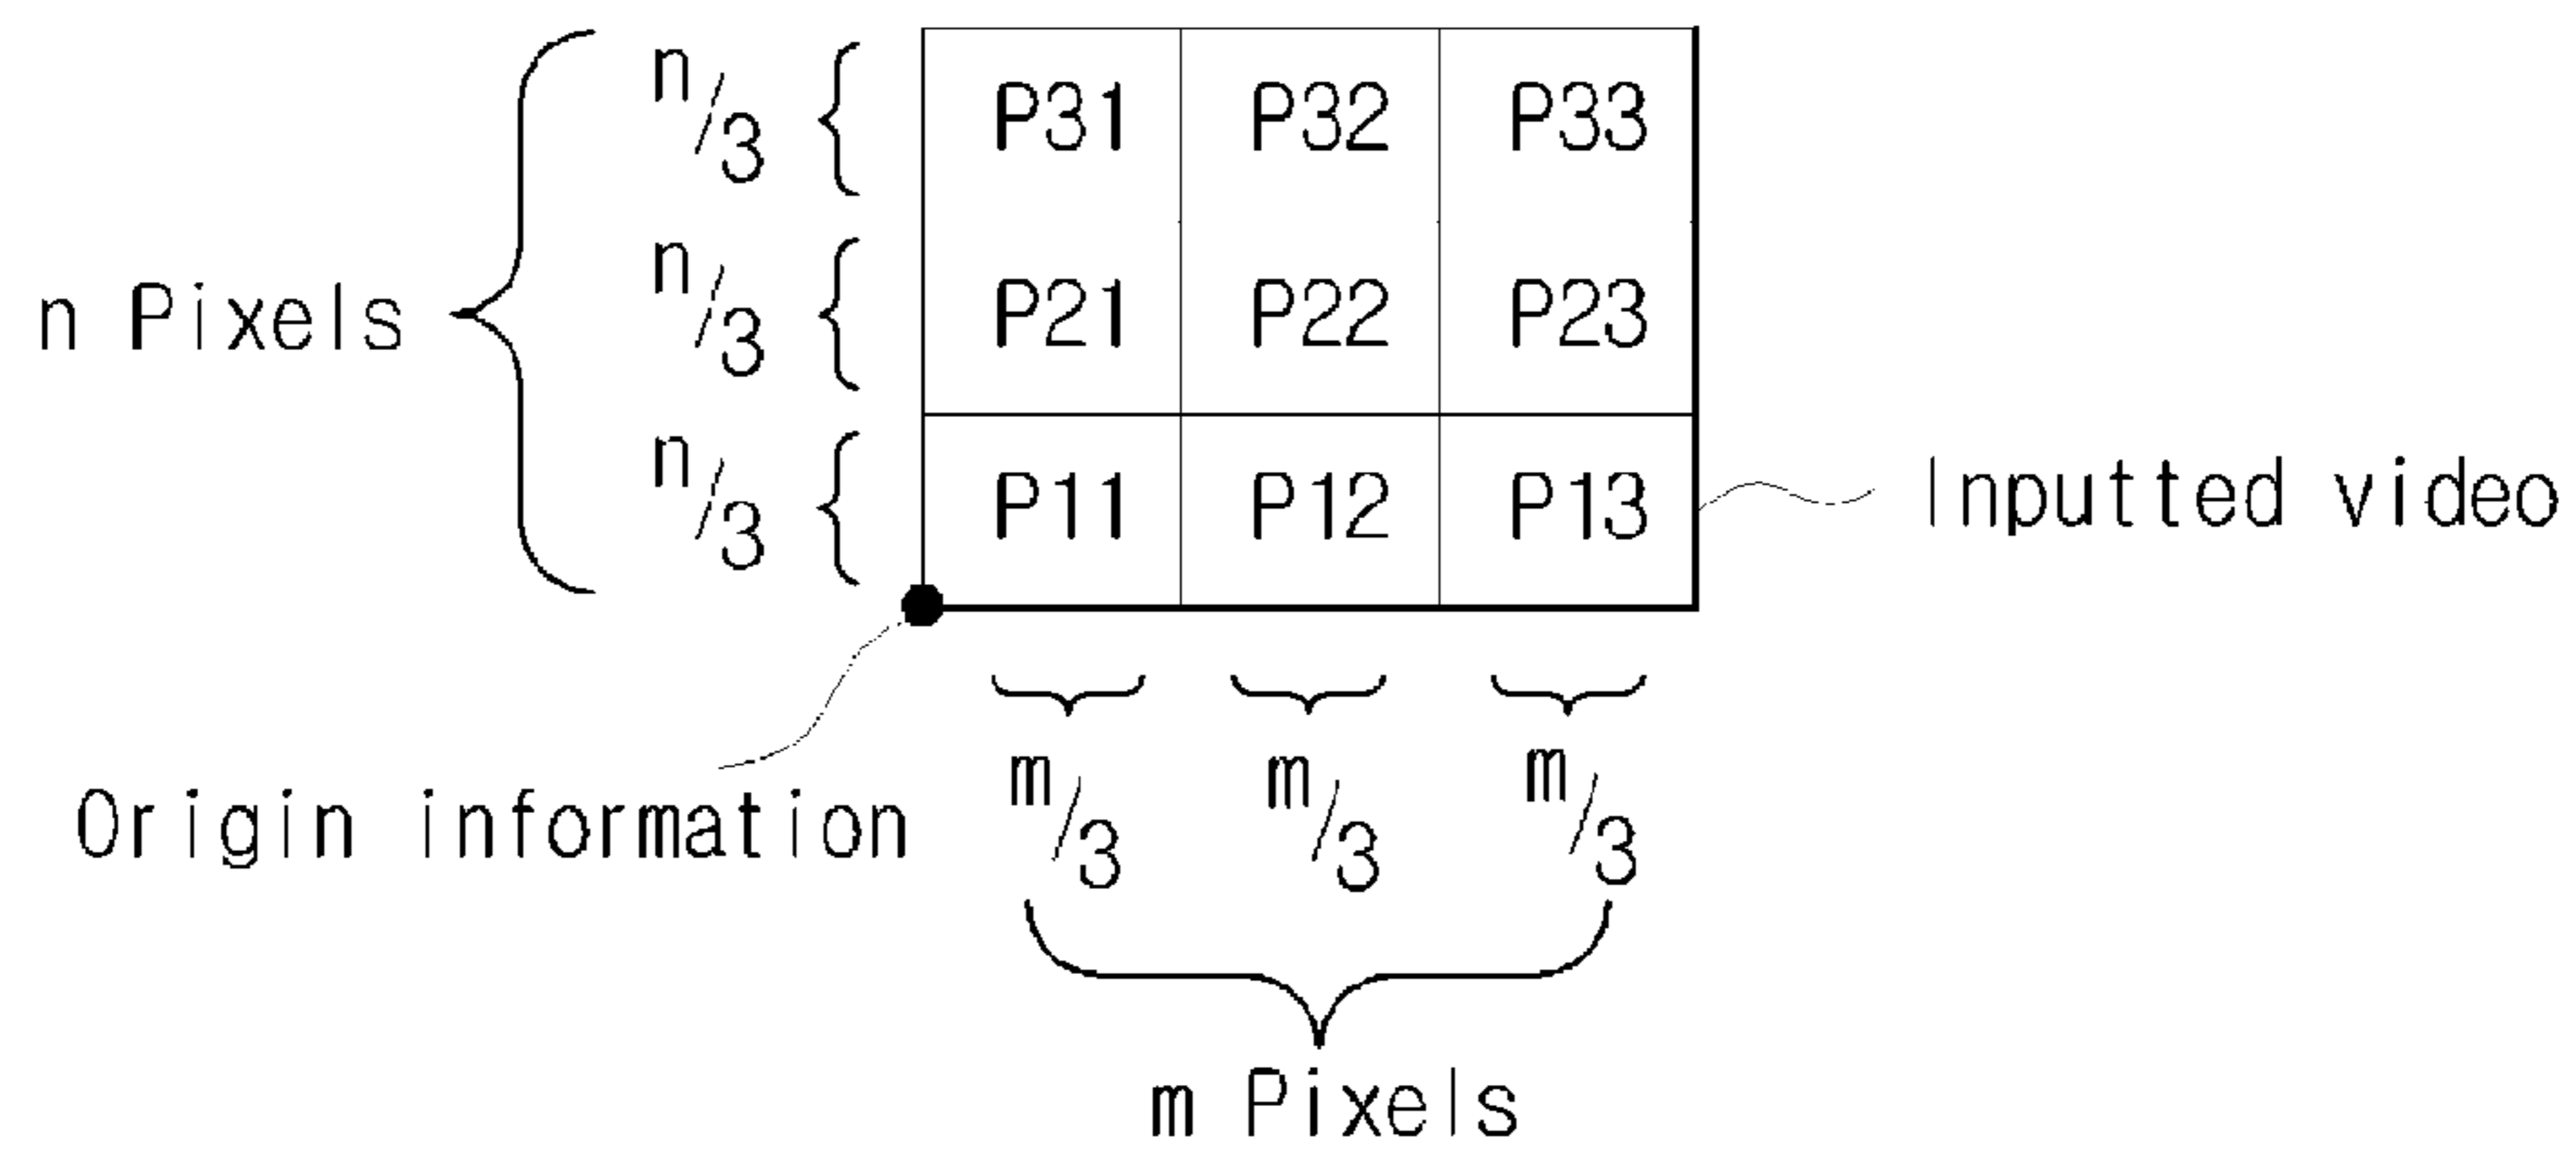 n/3 P31 P32 P33
n Pixels n/3 P21 P22 P23
n/3 P11 P12 P13 Inputted video
Origin information m/3 m/3 m/3
m Pixels